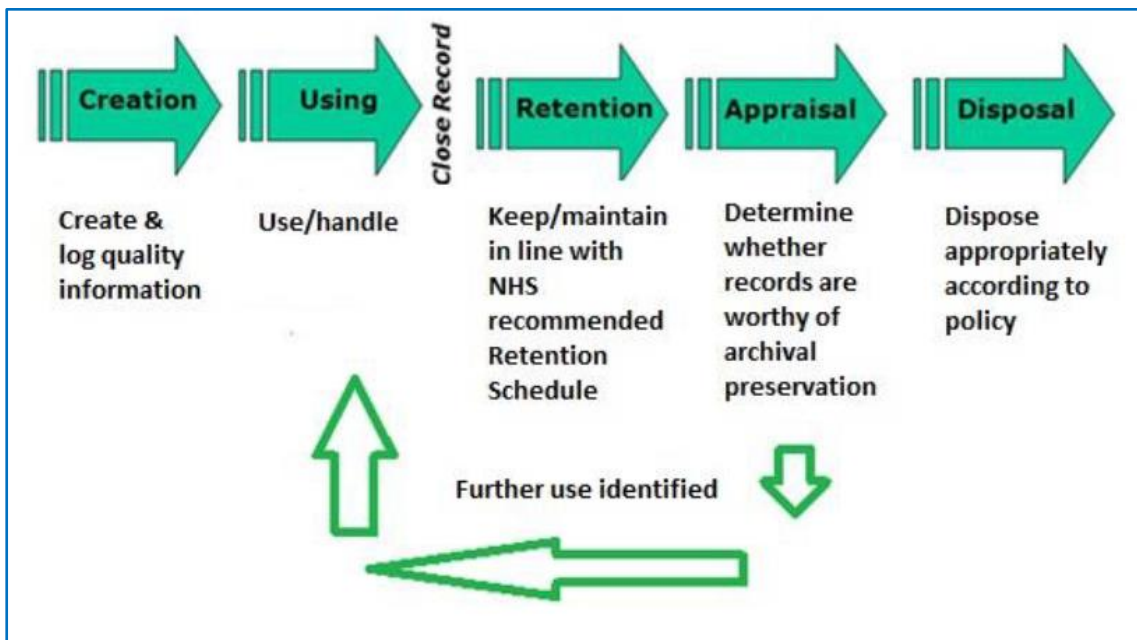 Creation
Using
Close Record
Retention
Appraisal
Disposal
Create &
log quality
information
Use/handle
Keep/maintain
in line with
NHS
recommended
Retention
Schedule
Determine
whether
records are
worthy of
archival
preservation
Dispose
appropriately
according to
policy
Further use identified